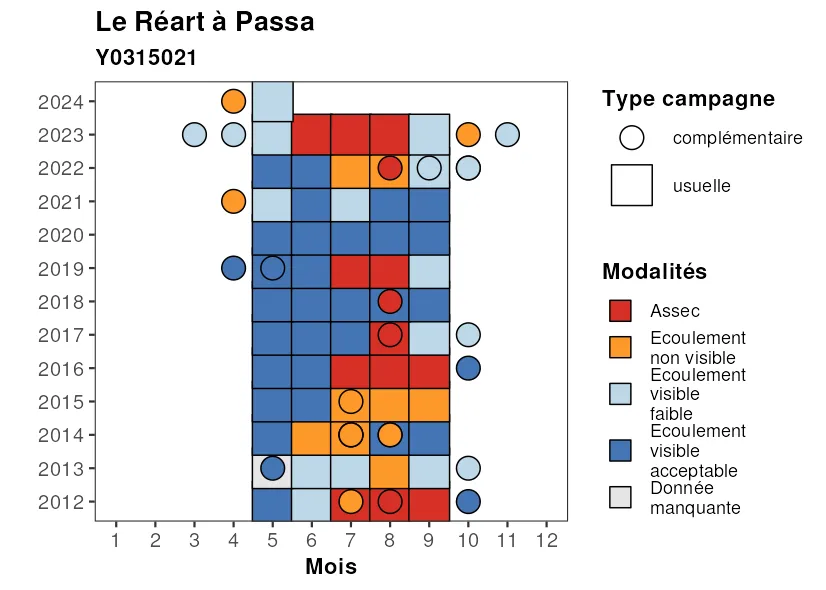 Le Réart à Passa
Y0315021
2024
2023
2022
2021
2020
2019
2018
2017
2016
2015
2014
2013
2012
1 2 3 4 5 6 7 8 9 10 11 12
Mois
Type campagne
complémentaire
usuelle
Modalités
Assec
Ecoulement
non visible
Ecoulement
visible
faible
Ecoulement
visible
acceptable
Donnée
manquante